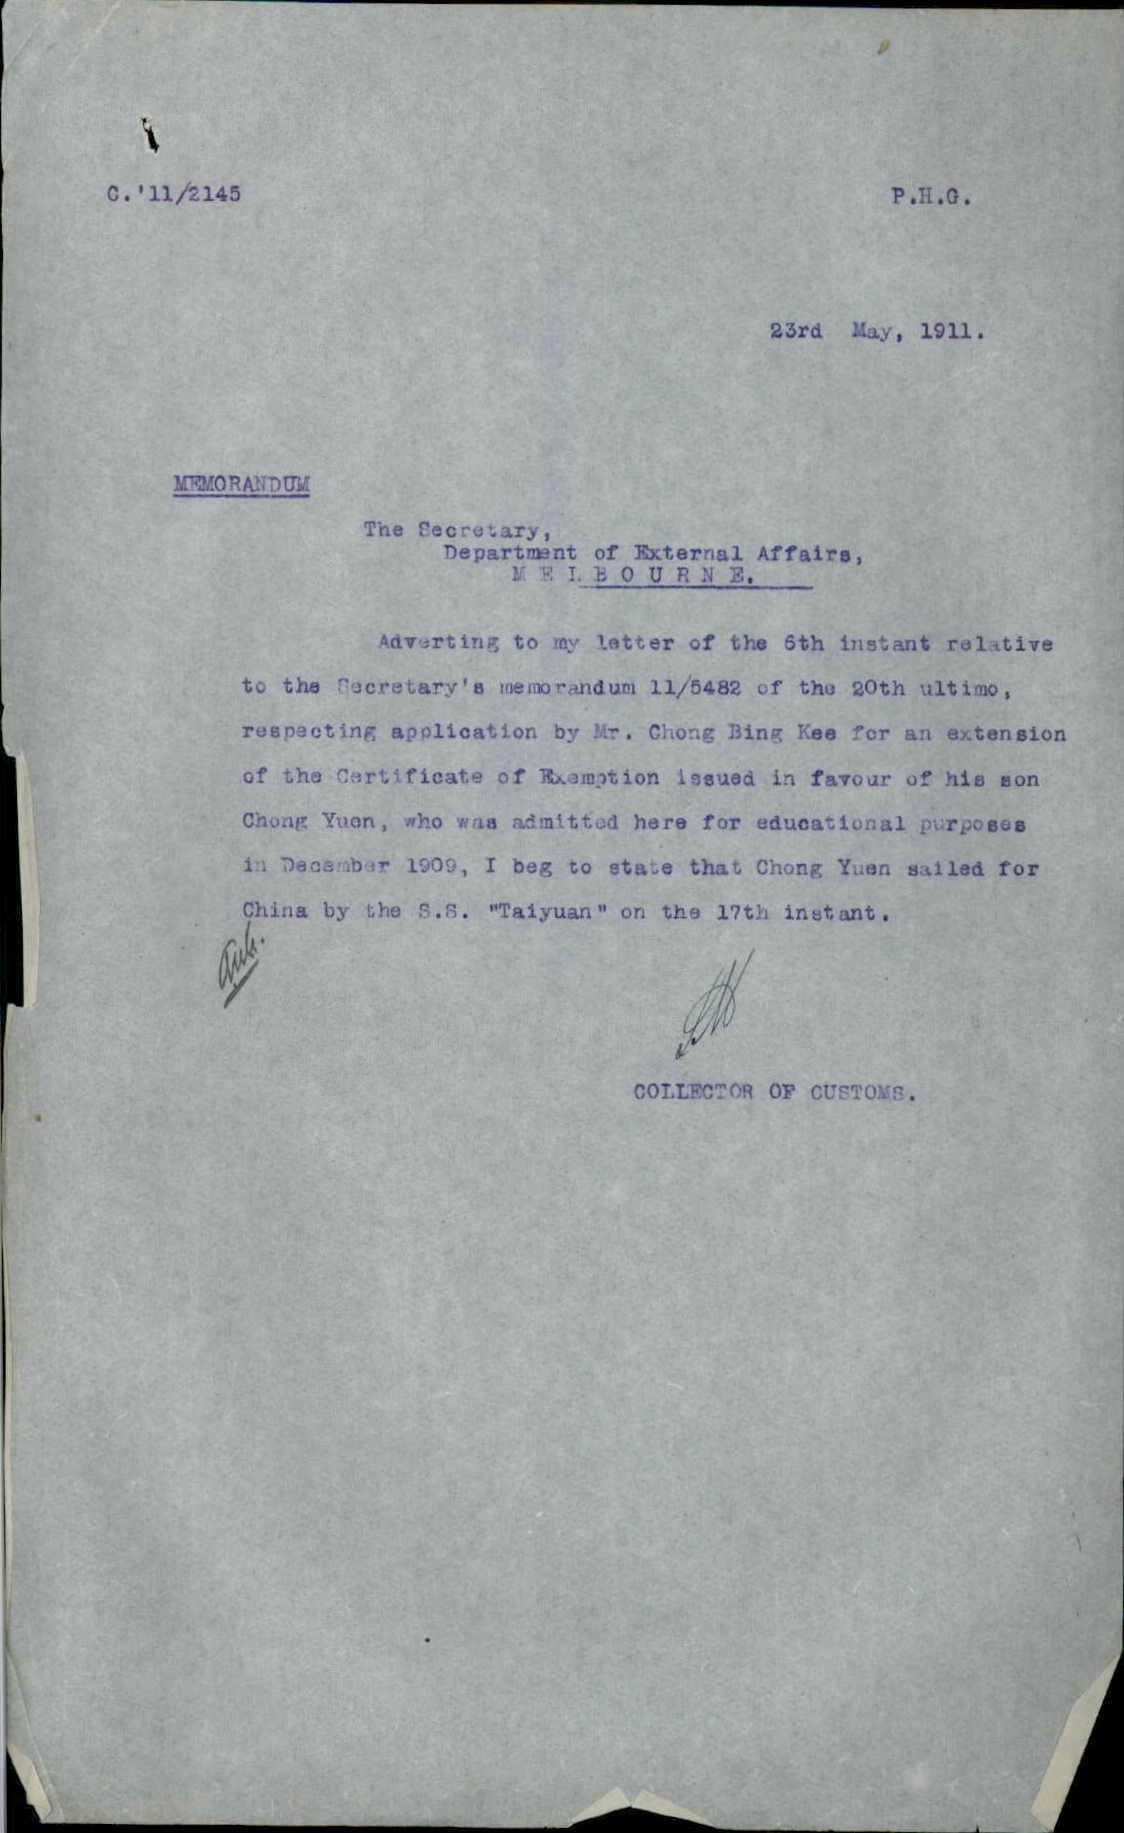 C.'11/2145
P.H.G.
23rd May, 1911.
MEMORANDUM
The Secretary,
Department of External Affairs,
MELBOURNE.
Adverting to my letter of the 6th instant relative
to the Secretary's memorandum 11/5482 of the 20th ultimo,
respecting application by Mr. Chong Bing Kee for an extension
of the Certificate of Exemption issued in favour of his son
Chong Yuen, who was admitted here for educational purposes
in December 1909, I beg to state that Chong Yuen sailed for
China by the S.S. "Taiyuan" on the 17th instant.
COLLECTOR OF CUSTOMS.